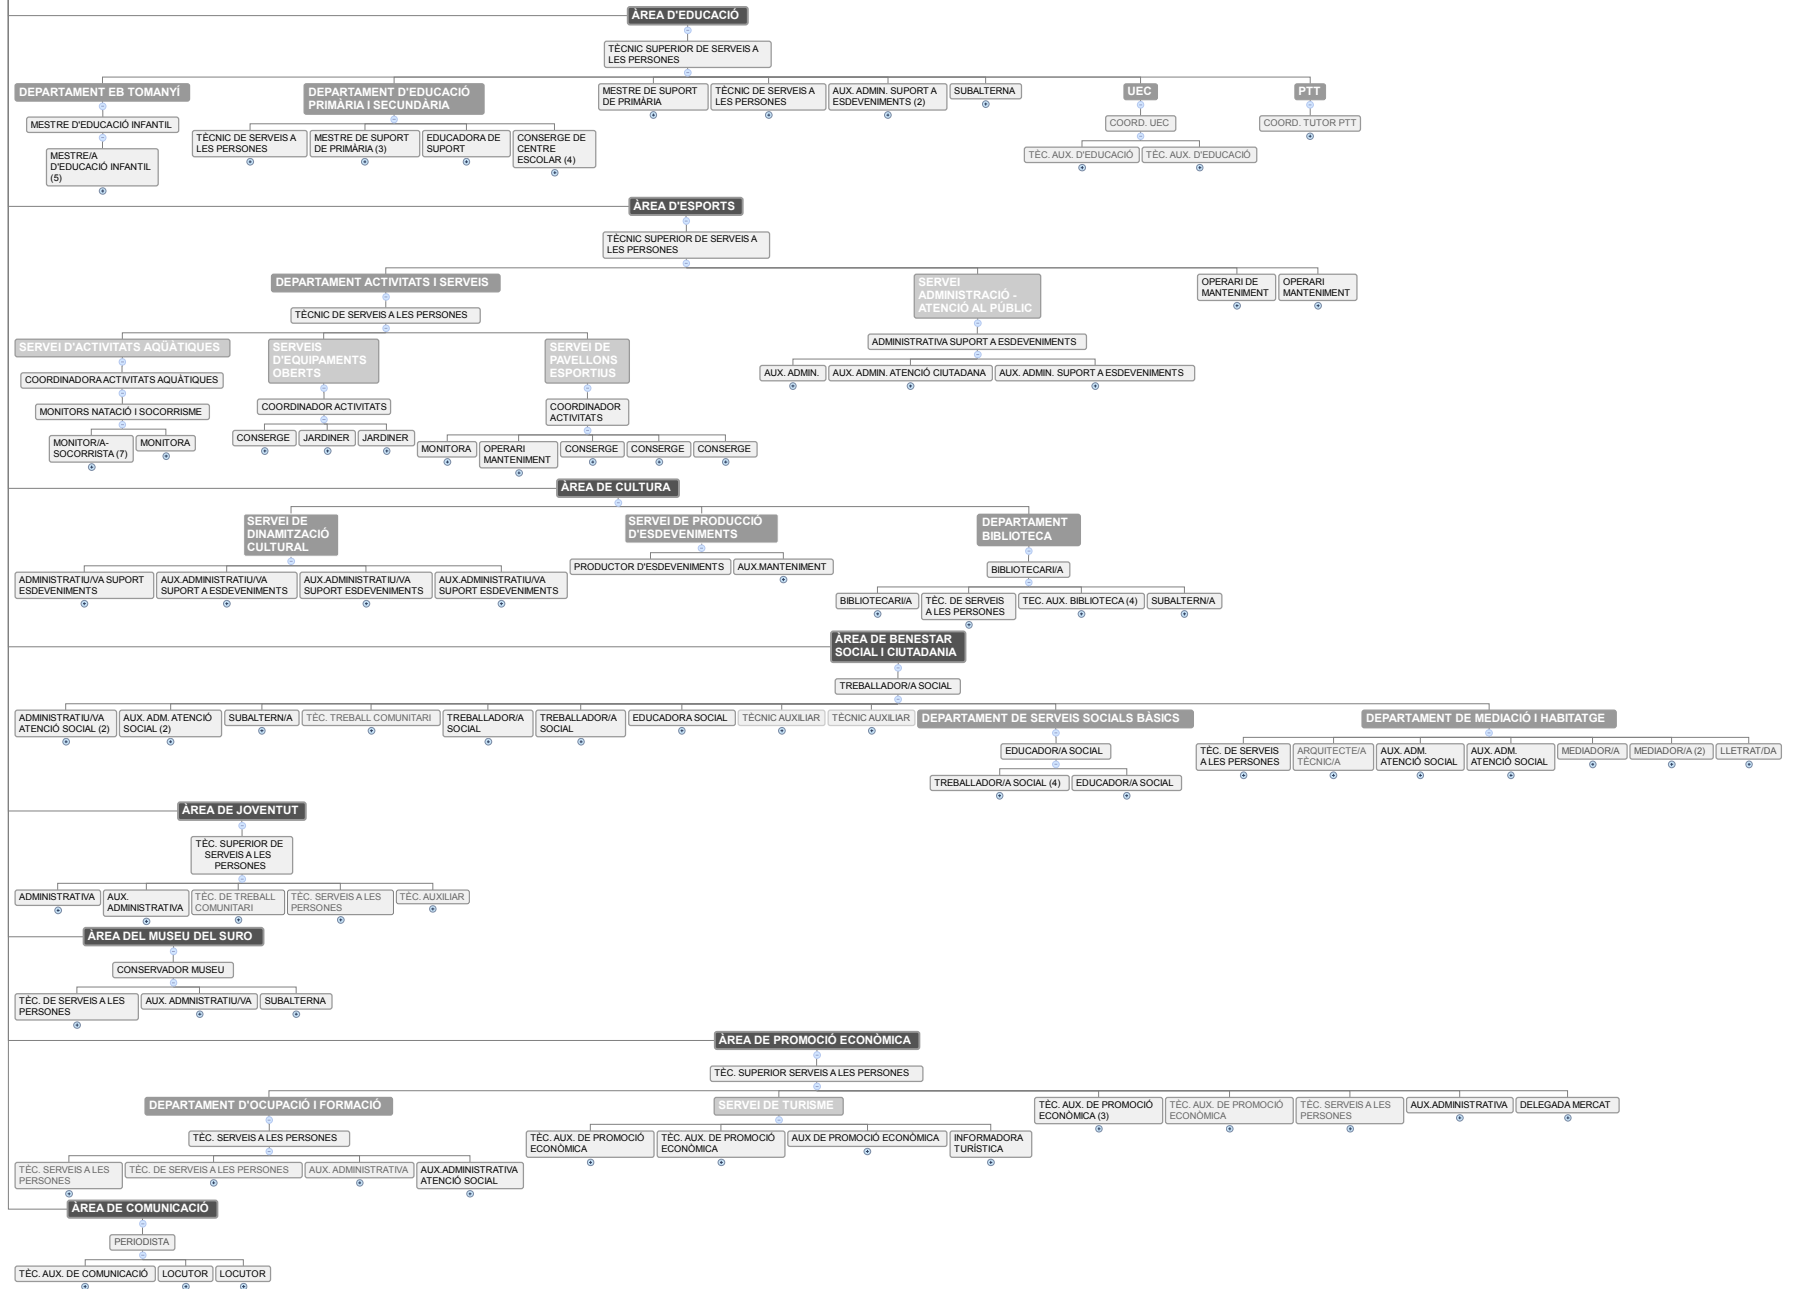 ÀREA D'EDUCACIÓ
TÈCNIC SUPERIOR DE SERVEIS A
LES PERSONES
DEPARTAMENT EB TOMANYÍ
MESTRE D'EDUCACIÓ INFANTIL
MESTRE/A
D'EDUCACIÓ INFANTIL
(5)
DEPARTAMENT D'EDUCACIÓ
PRIMÀRIA I SECUNDÀRIA
TÈCNIC DE SERVEIS A
LES PERSONES
MESTRE DE SUPORT
DE PRIMÀRIA (3)
EDUCADORA DE
SUPORT
CONSERGE DE
CENTRE
ESCOLAR (4)
MESTRE DE SUPORT
DE PRIMÀRIA
TÈCNIC DE SERVEIS A
LES PERSONES
AUX. ADMIN. SUPORT A
ESDEVENIMENTS (2)
SUBALTERNA
UEC
COORD. UEC
TÈC. AUX. D'EDUCACIÓ
TÈC. AUX. D'EDUCACIÓ
PTT
COORD. TUTOR PTT
ÀREA D'ESPORTS
TÈCNIC SUPERIOR DE SERVEIS A
LES PERSONES
DEPARTAMENT ACTIVITATS I SERVEIS
TÈCNIC DE SERVEIS A LES PERSONES
SERVEI D'ACTIVITATS AQÜÀTIQUES
COORDINADORA ACTIVITATS AQUÀTIQUES
MONITORS NATACIÓ I SOCORRISME
MONITOR/A-
SOCORRISTA (7)
MONITORA
SERVEIS
D'EQUIPAMENTS
OBERTS
COORDINADOR ACTIVITATS
CONSERGE
JARDINER
JARDINER
SERVEI DE
PAVELLONS
ESPORTIUS
COORDINADOR
ACTIVITATS
MONITORA
OPERARI
MANTENIMENT
CONSERGE
CONSERGE
CONSERGE
SERVEI
ADMINISTRACIÓ -
ATENCIÓ AL PÚBLIC
ADMINISTRATIVA SUPORT A ESDEVENIMENTS
AUX. ADMIN.
AUX. ADMIN. ATENCIÓ CIUTADANA
AUX. ADMIN. SUPORT A ESDEVENIMENTS
OPERARI DE
MANTENIMENT
OPERARI
MANTENIMENT
ÀREA DE CULTURA
SERVEI DE
DINAMITZACIÓ
CULTURAL
ADMINISTRATIU/VA SUPORT
ESDEVENIMENTS
AUX.ADMINISTRATIU/VA
SUPORT A ESDEVENIMENTS
AUX.ADMINISTRATIU/VA
SUPORT ESDEVENIMENTS
AUX.ADMINISTRATIU/VA
SUPORT ESDEVENIMENTS
SERVEI DE PRODUCCIÓ
D'ESDEVENIMENTS
PRODUCTOR D'ESDEVENIMENTS
AUX.MANTENIMENT
DEPARTAMENT
BIBLIOTECA
BIBLIOTECARI/A
BIBLIOTECARI/A
TÈC. DE SERVEIS
A LES PERSONES
TEC. AUX. BIBLIOTECA (4)
SUBALTERN/A
ÀREA DE BENESTAR
SOCIAL I CIUTADANIA
TREBALLADOR/A SOCIAL
ADMINISTRATIU/VA
ATENCIÓ SOCIAL (2)
AUX. ADM. ATENCIÓ
SOCIAL (2)
SUBALTERN/A
TÈC. TREBALL COMUNITARI
TREBALLADOR/A
SOCIAL
TREBALLADOR/A
SOCIAL
EDUCADORA SOCIAL
TÈCNIC AUXILIAR
TÈCNIC AUXILIAR
DEPARTAMENT DE SERVEIS SOCIALS BÀSICS
EDUCADOR/A SOCIAL
TREBALLADOR/A SOCIAL (4)
EDUCADOR/A SOCIAL
DEPARTAMENT DE MEDIACIÓ I HABITATGE
TÈC. DE SERVEIS
A LES PERSONES
ARQUITECTE/A
TÈCNIC/A
AUX. ADM.
ATENCIÓ SOCIAL
AUX. ADM.
ATENCIÓ SOCIAL
MEDIADOR/A
MEDIADOR/A (2)
LLETRAT/DA
ÀREA DE JOVENTUT
TÈC. SUPERIOR DE
SERVEIS A LES
PERSONES
ADMINISTRATIVA
AUX.
ADMINISTRATIVA
TÈC. DE TREBALL
COMUNITARI
TÈC. SERVEIS A LES
PERSONES
TÈC. AUXILIAR
ÀREA DEL MUSEU DEL SURO
CONSERVADOR MUSEU
TÈC. DE SERVEIS A LES
PERSONES
AUX. ADMNISTRATIU/VA
SUBALTERNA
ÀREA DE PROMOCIÓ ECONÒMICA
TÈC. SUPERIOR SERVEIS A LES PERSONES
DEPARTAMENT D'OCUPACIÓ I FORMACIÓ
TÈC. SERVEIS A LES PERSONES
TÈC. SERVEIS A LES
PERSONES
TÈC. DE SERVEIS A LES PERSONES
AUX. ADMINISTRATIVA
AUX.ADMINISTRATIVA
ATENCIÓ SOCIAL
SERVEI DE TURISME
TÈC. AUX. DE PROMOCIÓ
ECONÒMICA
TÈC. AUX. DE PROMOCIÓ
ECONÒMICA
AUX DE PROMOCIÓ ECONÒMICA
INFORMADORA
TURÍSTICA
TÈC. AUX. DE PROMOCIÓ
ECONÒMICA (3)
TÈC. AUX. DE PROMOCIÓ
ECONÒMICA
TÈC. SERVEIS A LES
PERSONES
AUX.ADMINISTRATIVA
DELEGADA MERCAT
ÀREA DE COMUNICACIÓ
PERIODISTA
TÈC. AUX. DE COMUNICACIÓ
LOCUTOR
LOCUTOR